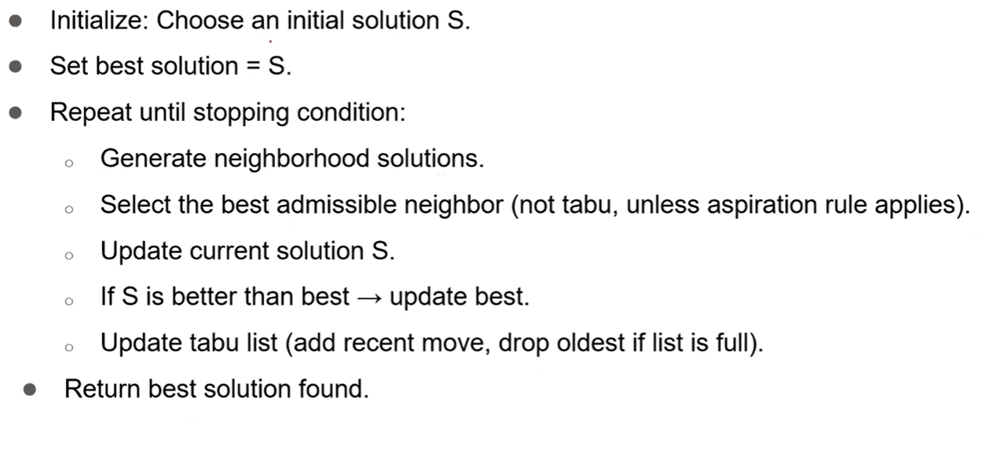 ● Initialize: Choose an initial solution S.
● Set best solution = S.
● Repeat until stopping condition:
○ Generate neighborhood solutions.
○ Select the best admissible neighbor (not tabu, unless aspiration rule applies).
○ Update current solution S.
○ If S is better than best → update best.
○ Update tabu list (add recent move, drop oldest if list is full).
● Return best solution found.